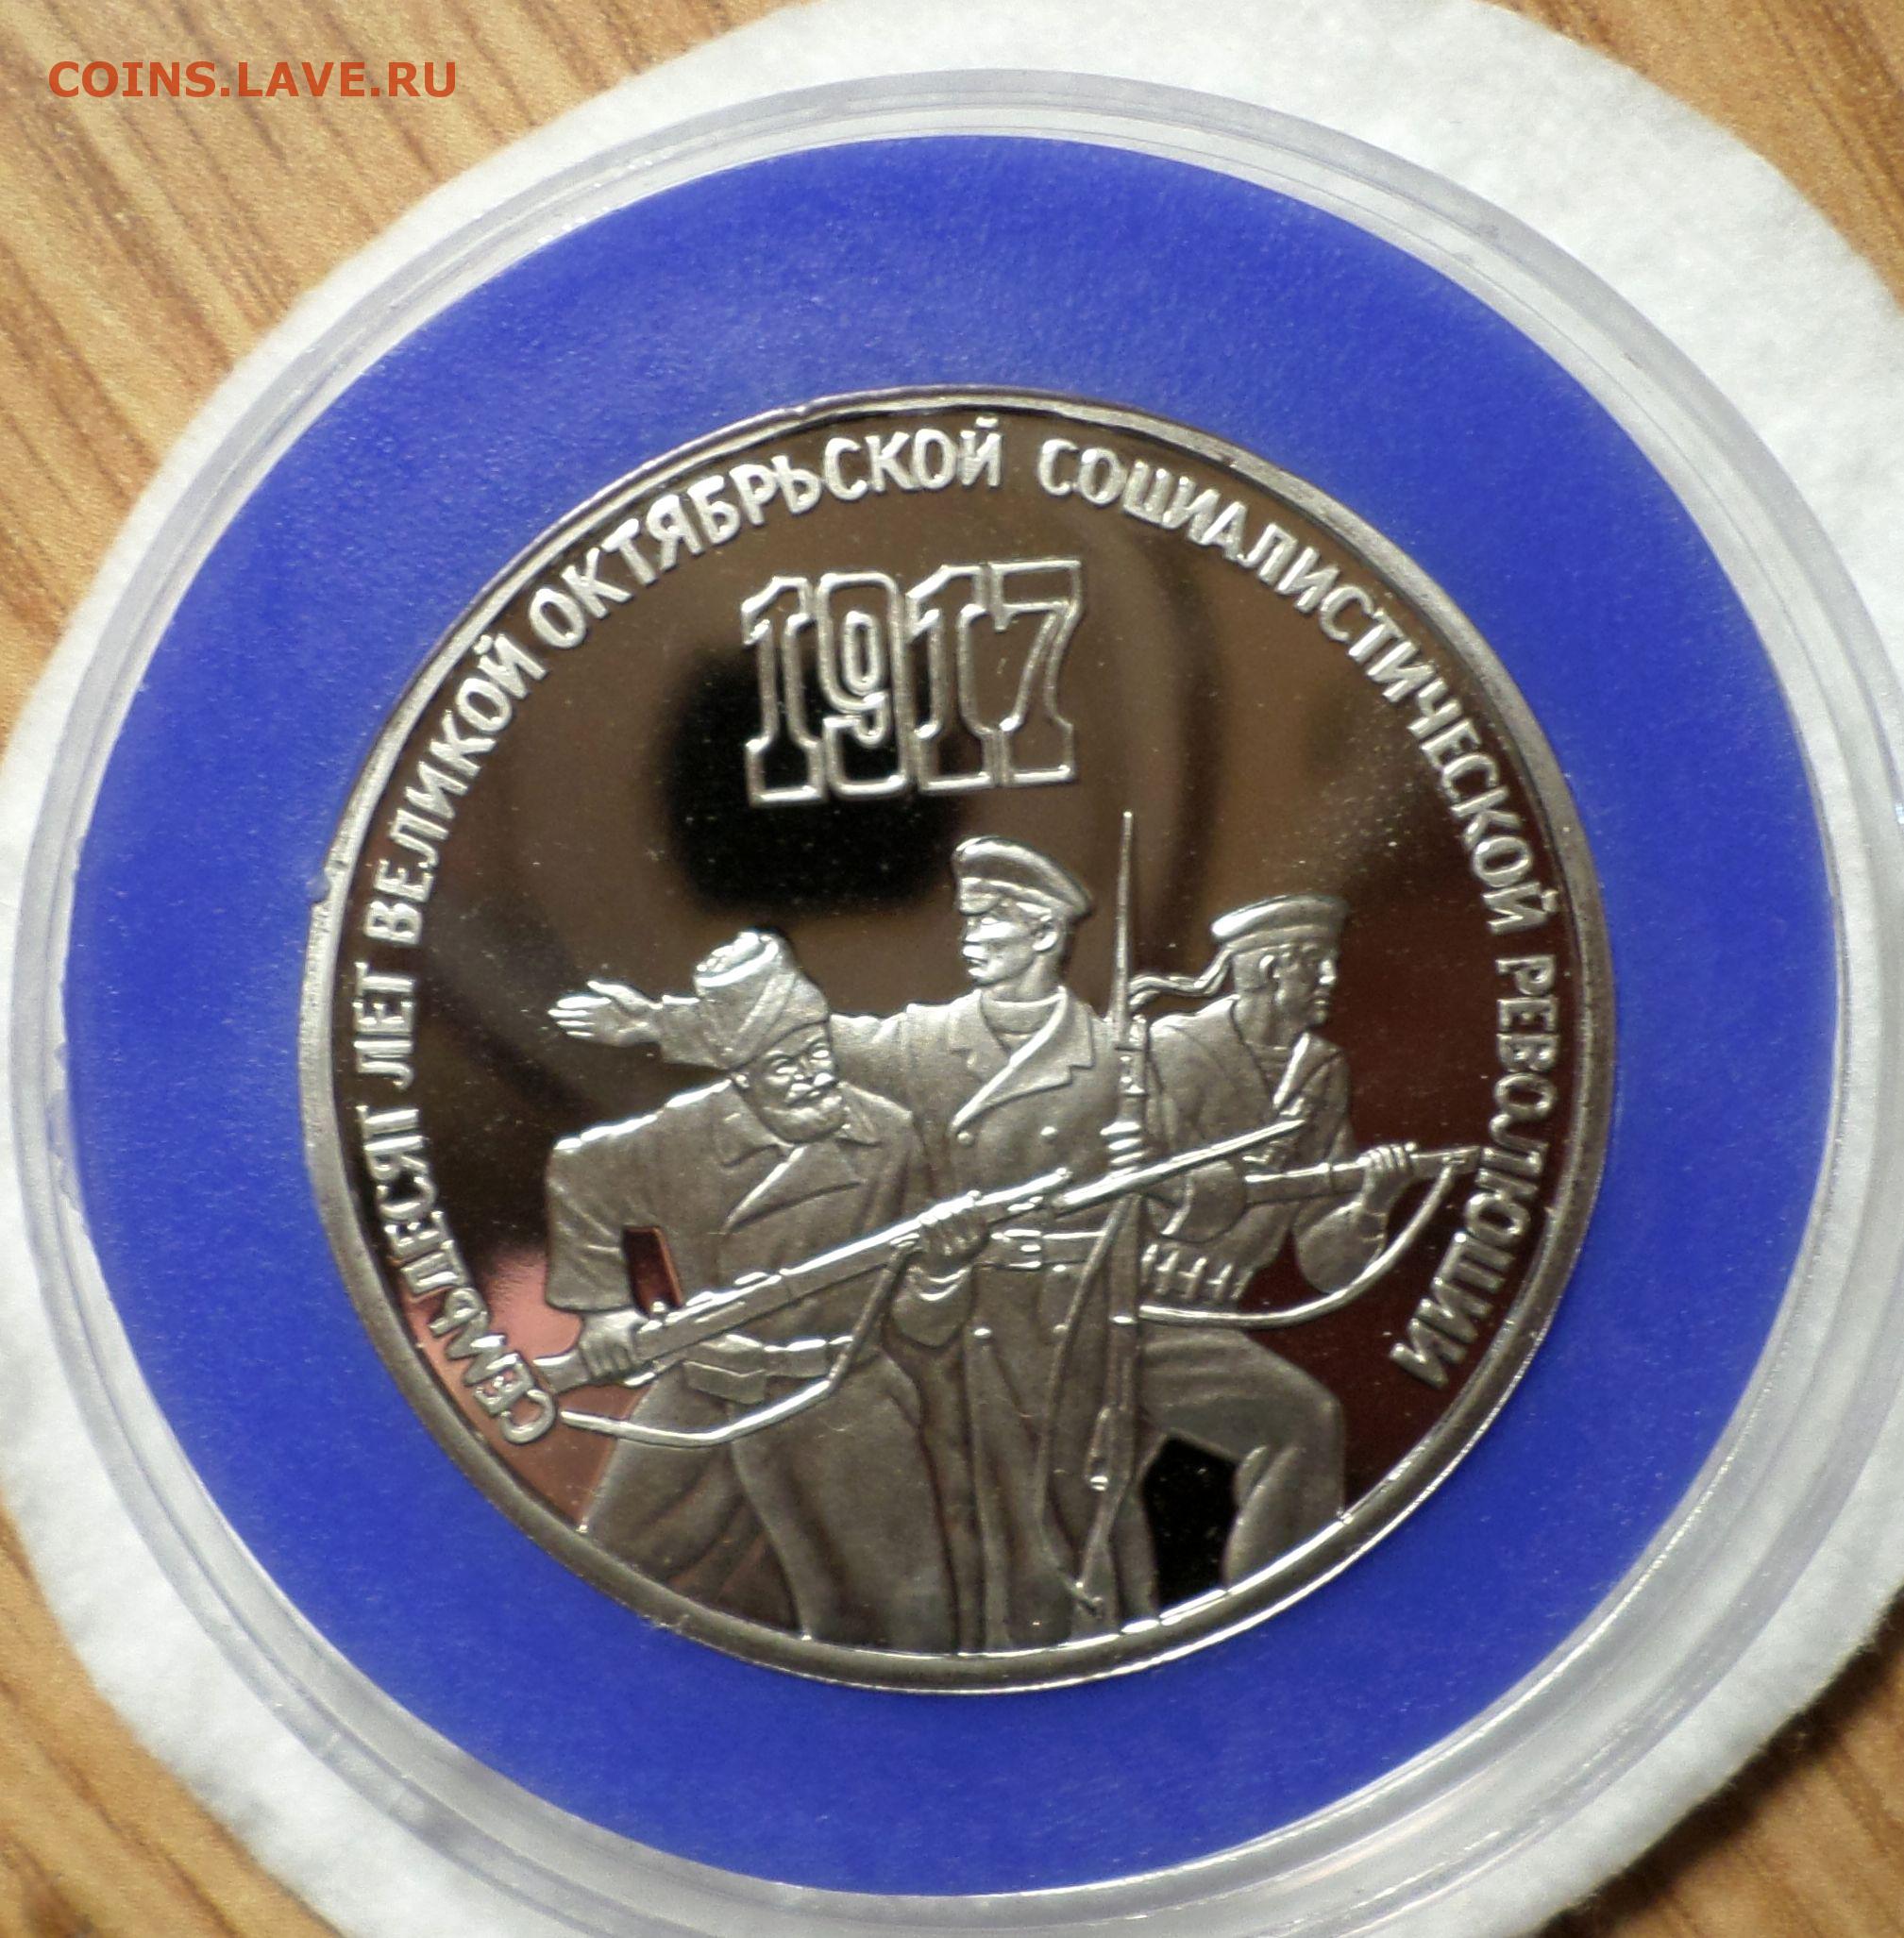 COINS.LAVE.RU
СЕМЬДЕСЯТ ЛЕТ ВЕЛИКОЙ ОКТЯБРЬСКОЙ СОЦИАЛИСТИЧЕСКОЙ РЕВОЛЮЦИИ
1917